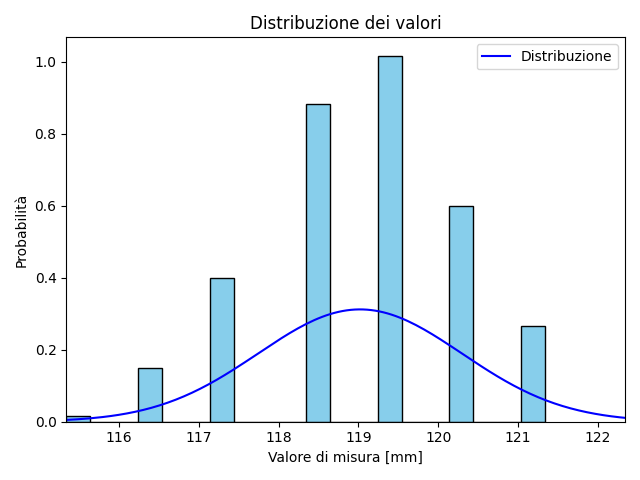 Distribuzione dei valori
Distribuzione
1.0
0.8
0.6
0.4
0.2
0.0
Probabilità
116 117 118 119 120 121 122
Valore di misura [mm]